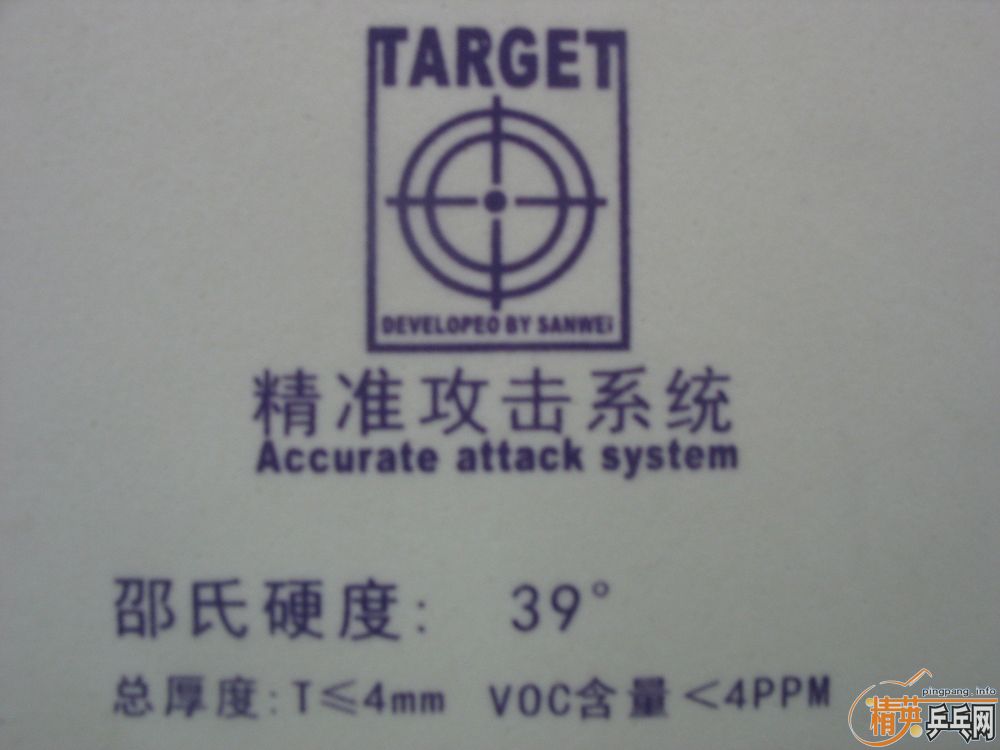 TARGET
DEVELOPEO BY SANWEi
精准攻击系统
Accurate attack system
邵氏硬度: 39°
总厚度:T≤4mm VOC含量<4PPM
pingpang.info
精英乒乓网